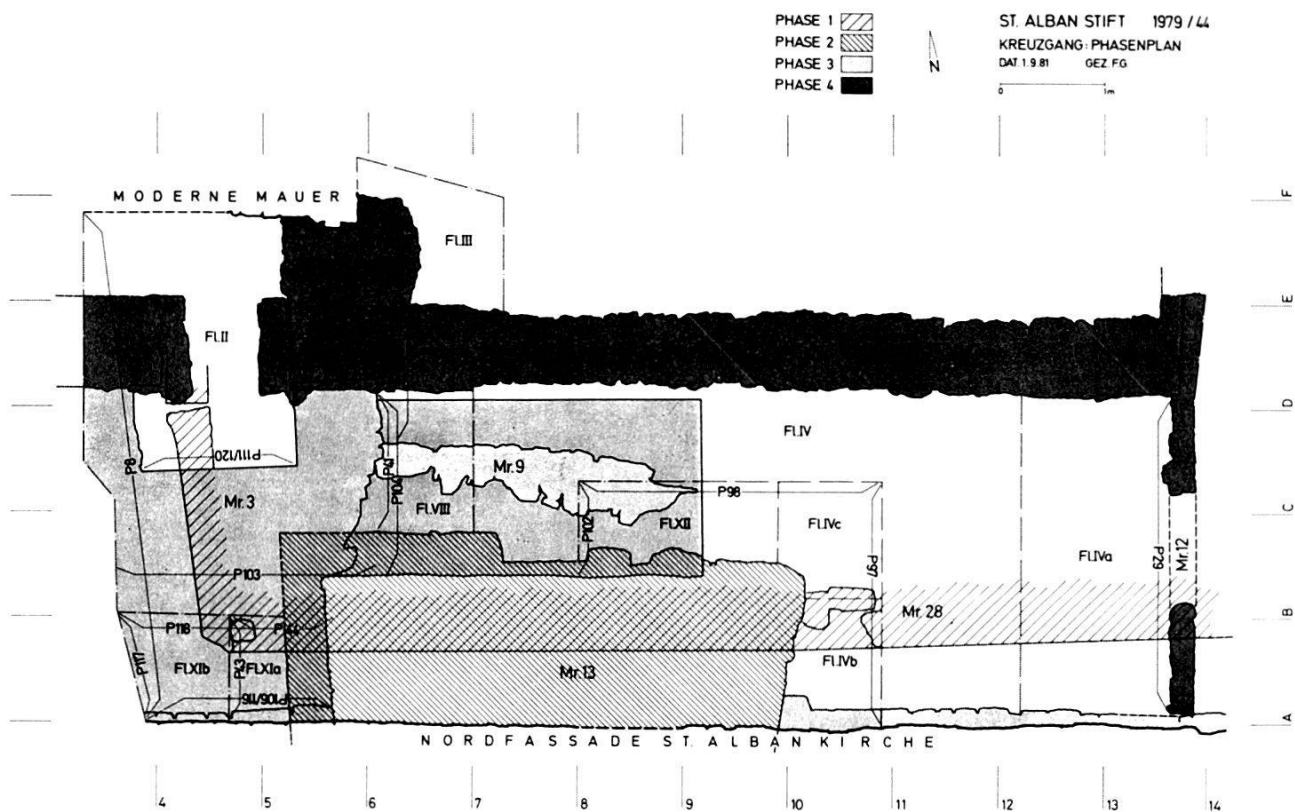 PHASE 1
PHASE 2
PHASE 3
PHASE 4
N
ST. ALBAN STIFT 1979/44
KREUZGANG: PHASENPLAN
DAT. 1.9.81 GEZ. F.G.
0 1m
MODERNE MAUER
F
Fl.III
E
Fl.II
D
Fl.IV
P111/120
P8
P41
P104
Mr.9
P98
Mr.3
Fl.VIII
P102
Fl.XII
C
Fl.IVc
P97
Fl.IVa
P29
Mr.12
P103
Mr.28
B
P118
P117
P43
Fl.XIb
Fl.XIa
Mr.13
Fl.IVb
P106/116
A
NORDFASSADE ST. ALBANKIRCHE
4 5 6 7 8 9 10 11 12 13 14